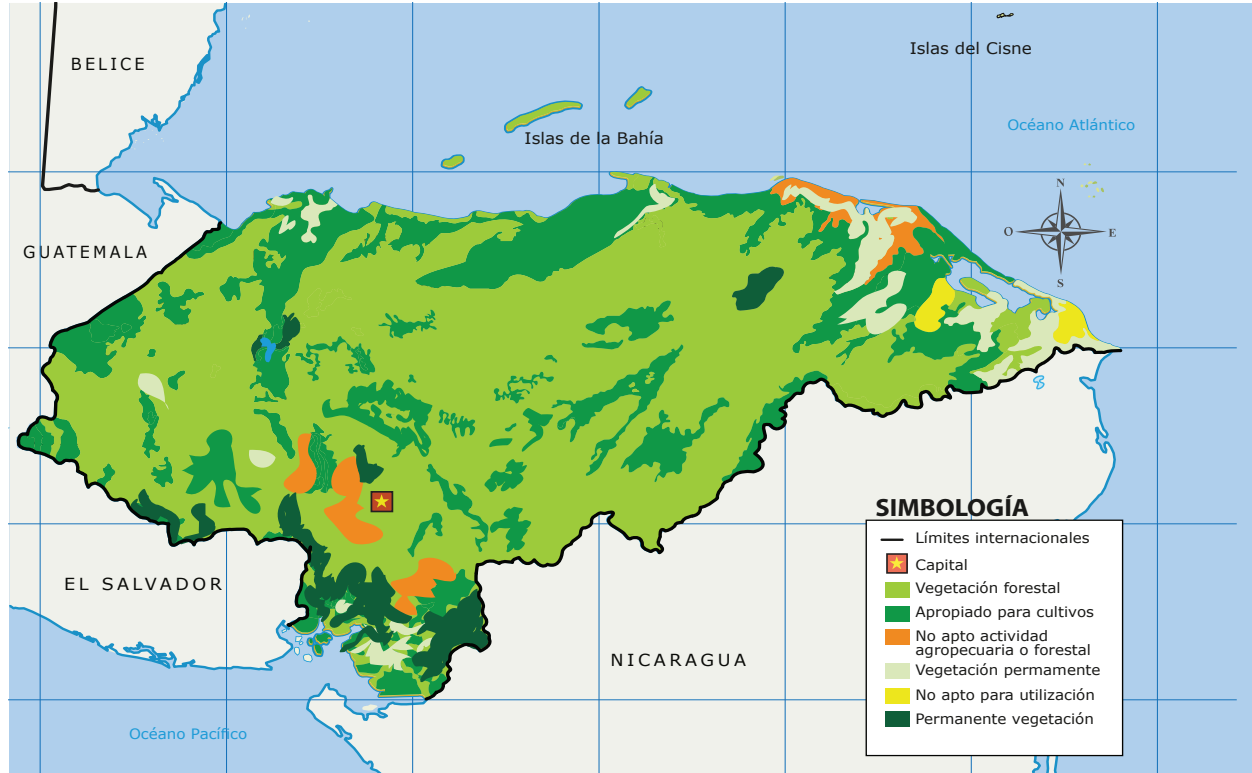 BELICE
Islas del Cisne
Océano Atlántico
Islas de la Bahía
N
O
E
S
GUATEMALA
EL SALVADOR
NICARAGUA
Océano Pacífico
SIMBOLOGÍA
Límites internacionales
Capital
Vegetación forestal
Apropiado para cultivos
No apto actividad
agropecuaria o forestal
Vegetación permamente
No apto para utilización
Permanente vegetación